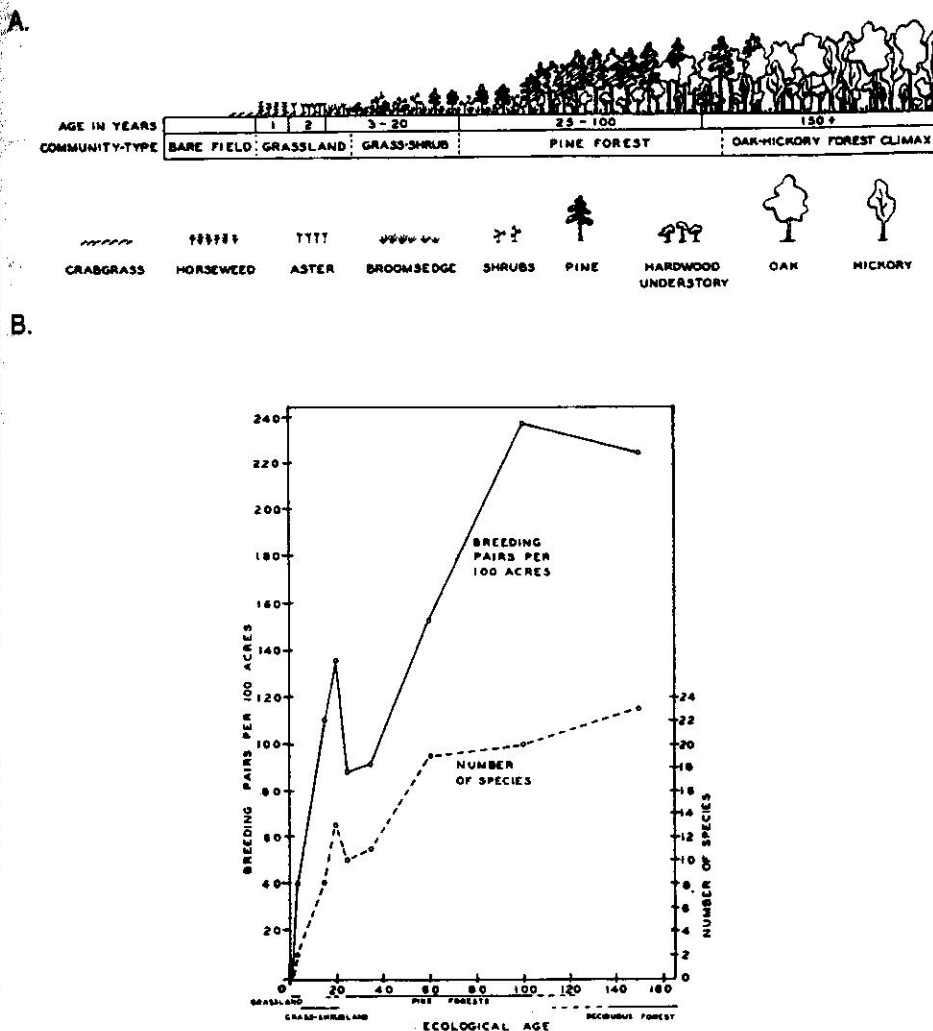 A.
AGE IN YEARS 1 2 3-20 25-100 150+
COMMUNITY-TYPE BARE FIELD GRASSLAND GRASS-SHRUB PINE FOREST OAK-HICKORY FOREST CLIMAX
CRABGRASS HORSEWEED ASTER BROOMSEDGE SHRUBS PINE HARDWOOD UNDERSTORY OAK HICKORY
B.
240
220
200
180
160
140
120
100
80
60
40
20
BREEDING PAIRS PER 100 ACRES
BREEDING
PAIRS PER
100 ACRES
NUMBER
OF SPECIES
24
22
20
18
16
14
12
10
8
6
4
2
0
NUMBER OF SPECIES
0 20 40 60 80 100 120 140 160
GRASSLAND PINE FORESTS
GRASS-SHRUBLAND DECIDUOUS FOREST
ECOLOGICAL AGE